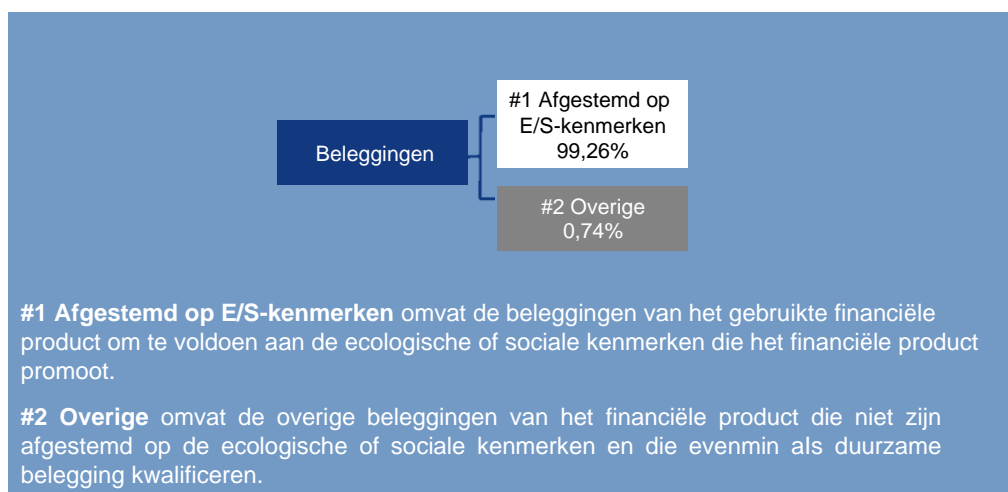 #1 Afgestemd op
E/S-kenmerken
99,26%
Beleggingen
#2 Overige
0,74%
#1 Afgestemd op E/S-kenmerken omvat de beleggingen van het gebruikte financiële
product om te voldoen aan de ecologische of sociale kenmerken die het financiële product
promoot.
#2 Overige omvat de overige beleggingen van het financiële product die niet zijn
afgestemd op de ecologische of sociale kenmerken en die evenmin als duurzame
belegging kwalificeren.